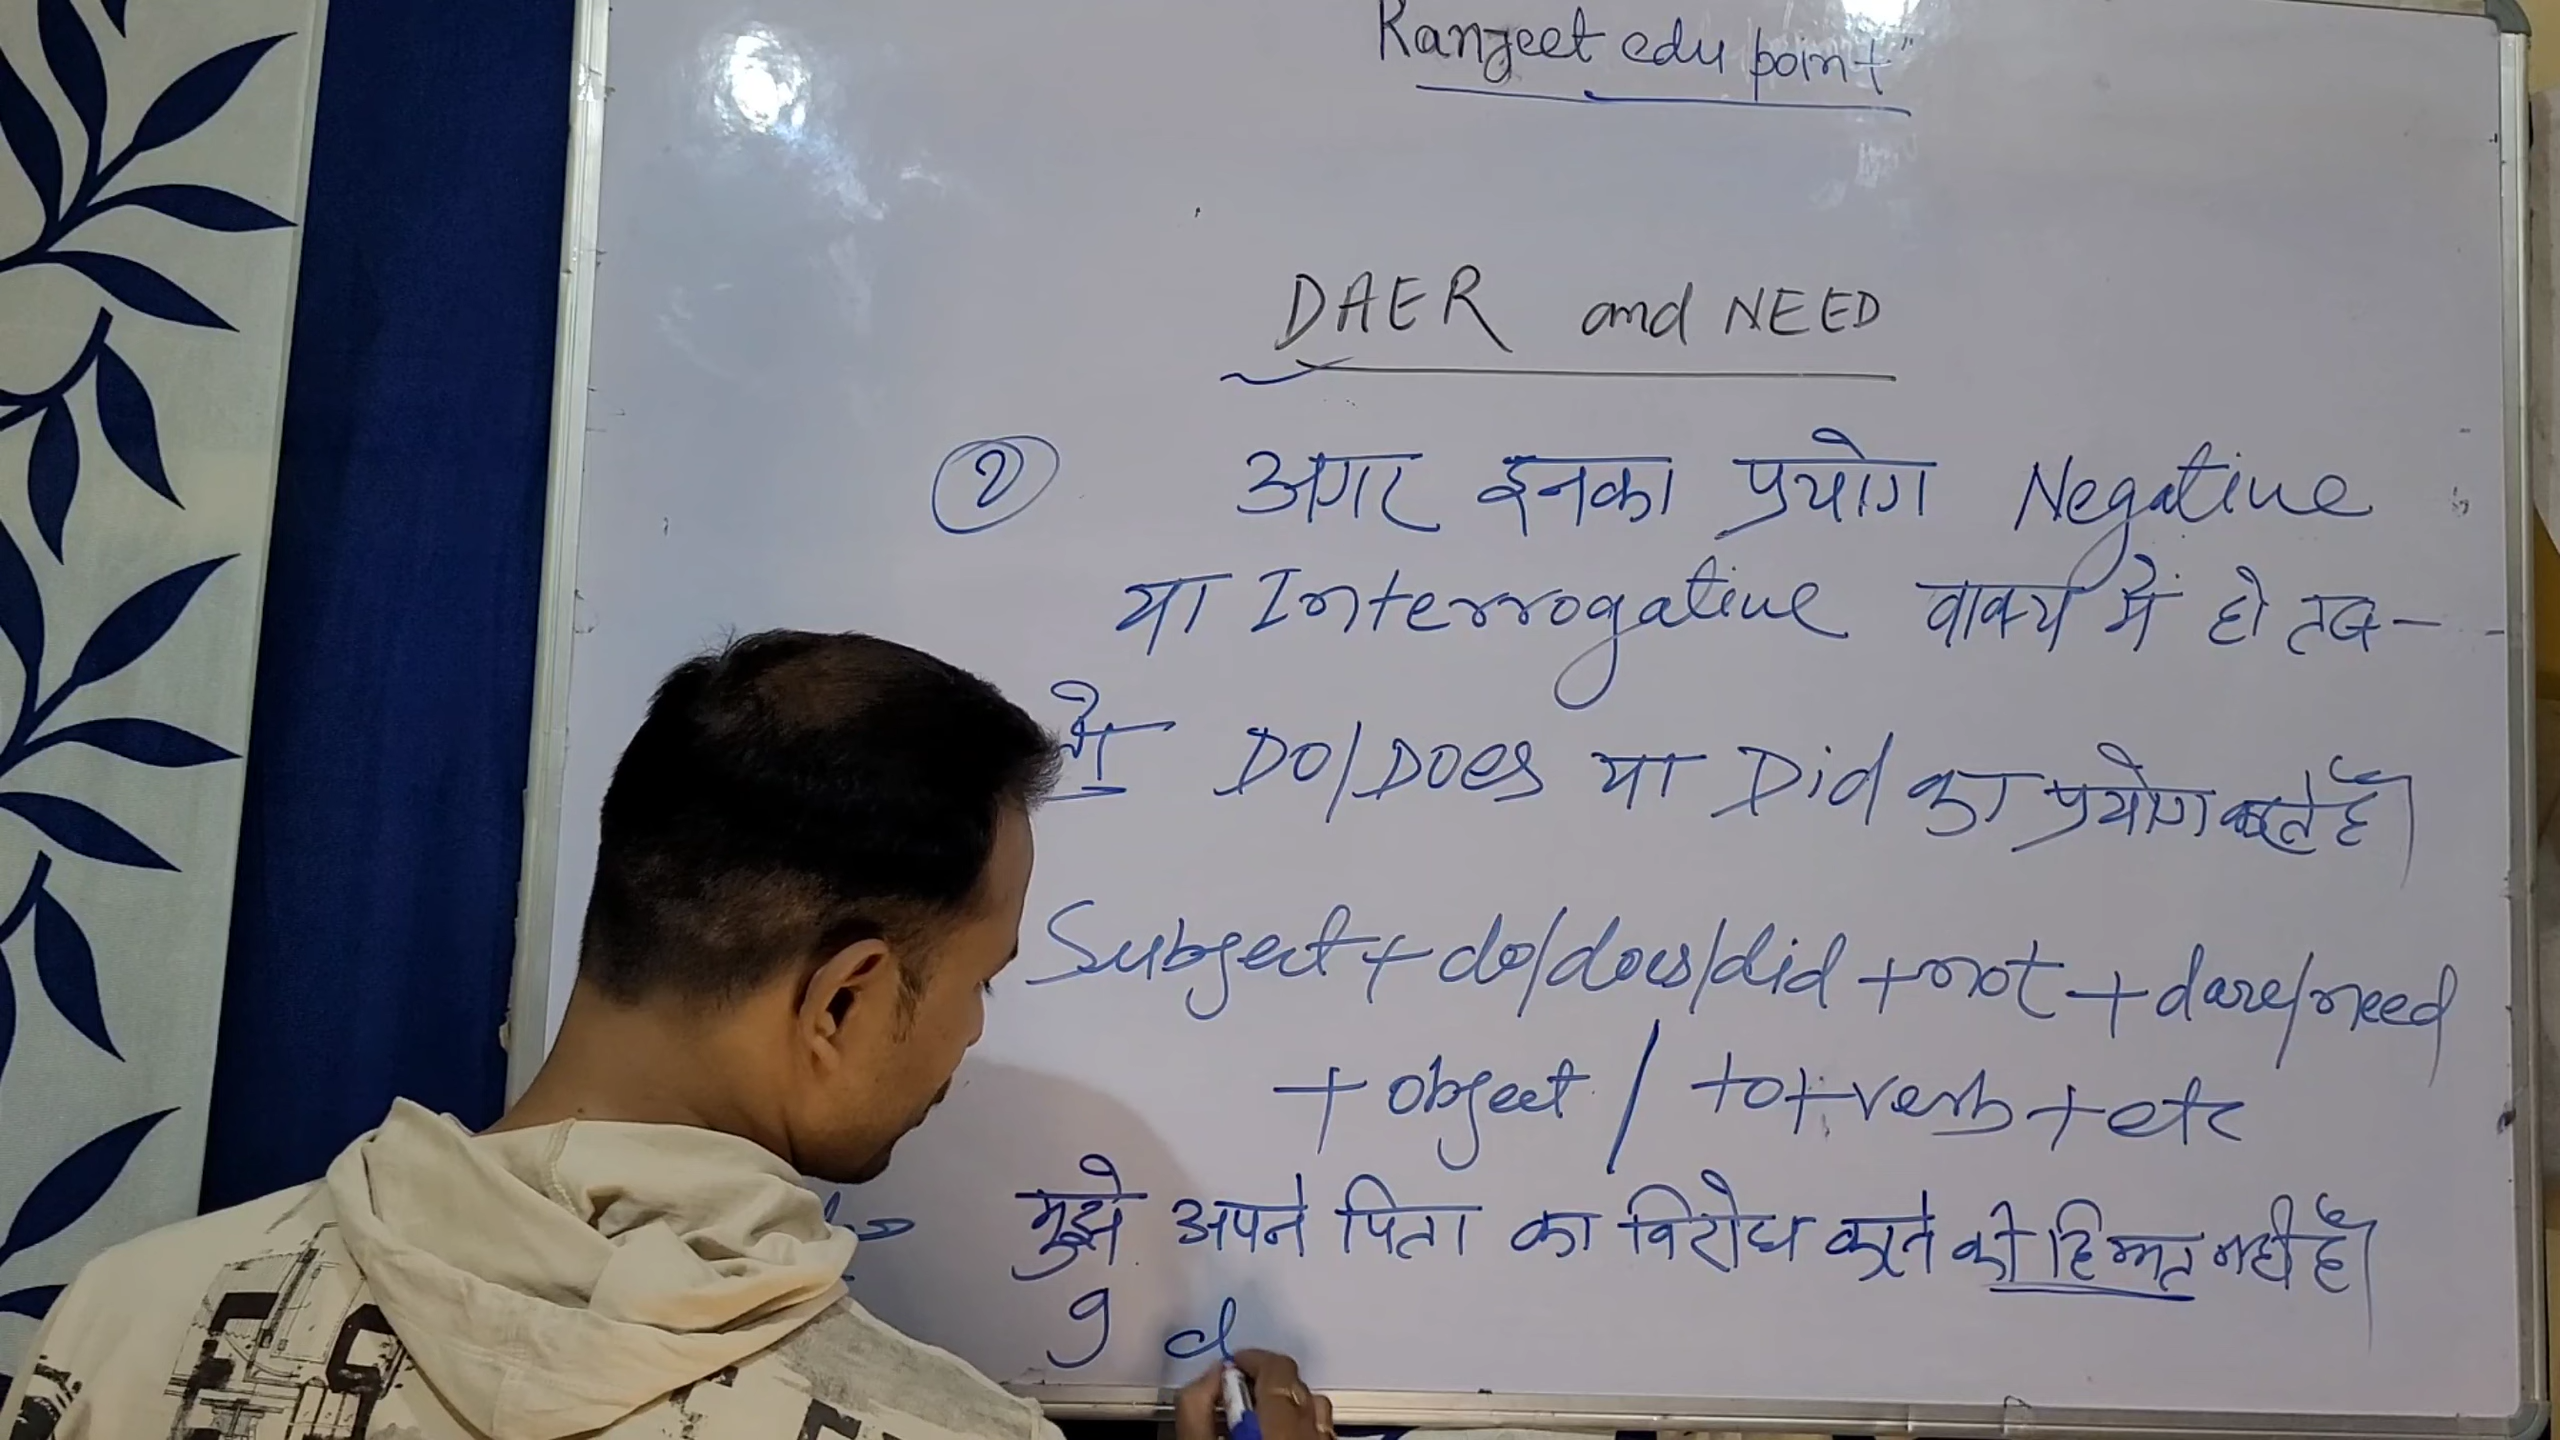 Ranjeet edu point"
DAER and NEED
② अगर इनका प्रयोग Negative
या Interrogative वाक्य में हो तब-
Do/Does या Did का प्रयोग करते हैं।
Subject + do/does/did + not + dare/need
+ object / to + verb + etc
मुझे अपने पिता का विरोध करने की हिम्मत नहीं है।
I d